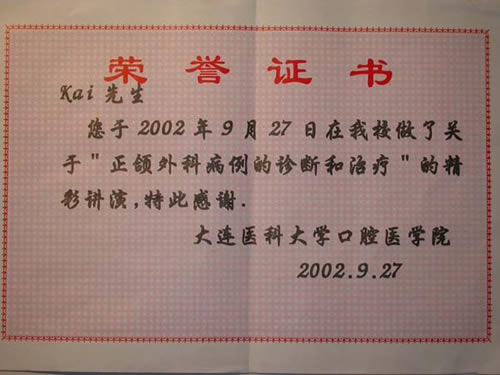 荣誉证书
Kai 先生
您于 2002 年 9 月 27 日在我校做了关
于"正颌外科病例的诊断和治疗"的精
彩讲演,特此感谢.
大连医科大学口腔医学院
2002.9.27